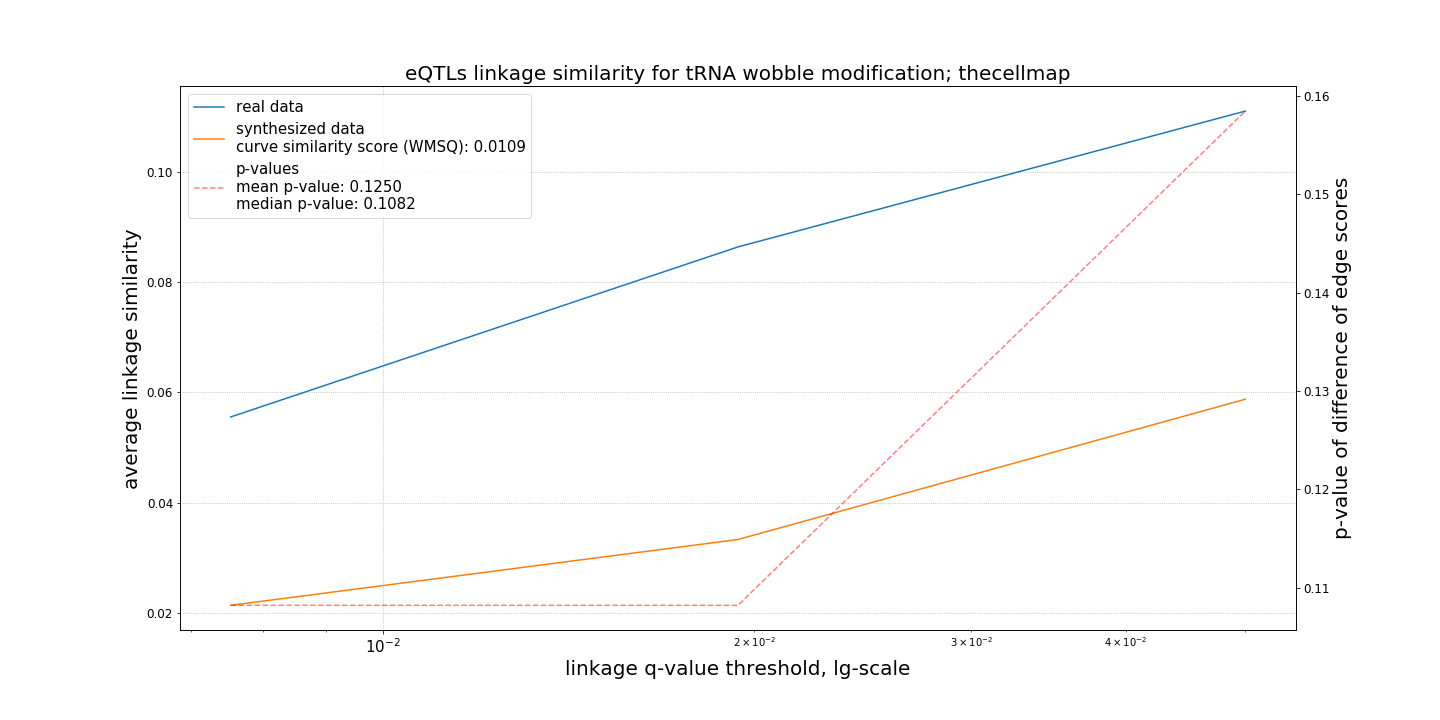 eQTLs linkage similarity for tRNA wobble modification; thecellmap
real data
synthesized data
curve similarity score (WMSQ): 0.0109
p-values
mean p-value: 0.1250
median p-value: 0.1082
average linkage similarity
0.10
0.08
0.06
0.04
0.02
0.16
0.15
0.14
0.13
0.12
0.11
p-value of difference of edge scores
10⁻²
2 × 10⁻²
3 × 10⁻²
4 × 10⁻²
linkage q-value threshold, lg-scale